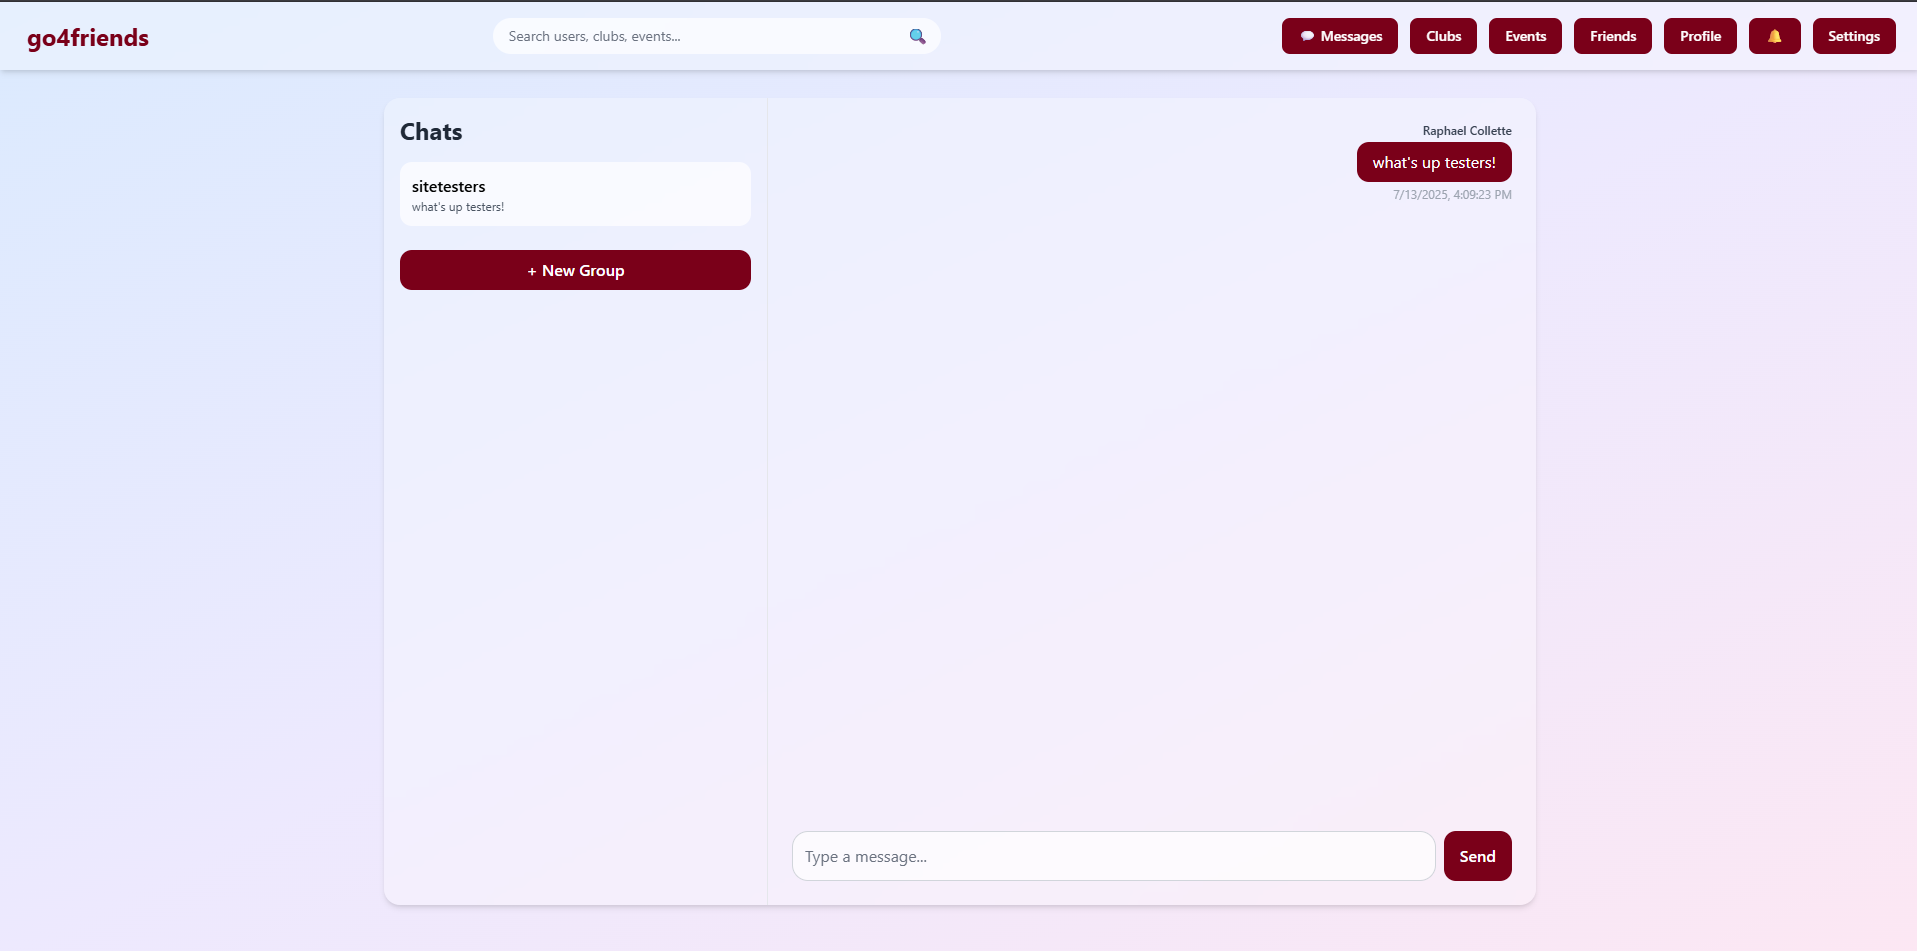 go4friends
Search users, clubs, events...
Messages
Clubs
Events
Friends
Profile
Settings
Chats
sitetesters
what's up testers!
+ New Group
Raphael Collette
what's up testers!
7/13/2025, 4:09:23 PM
Type a message...
Send